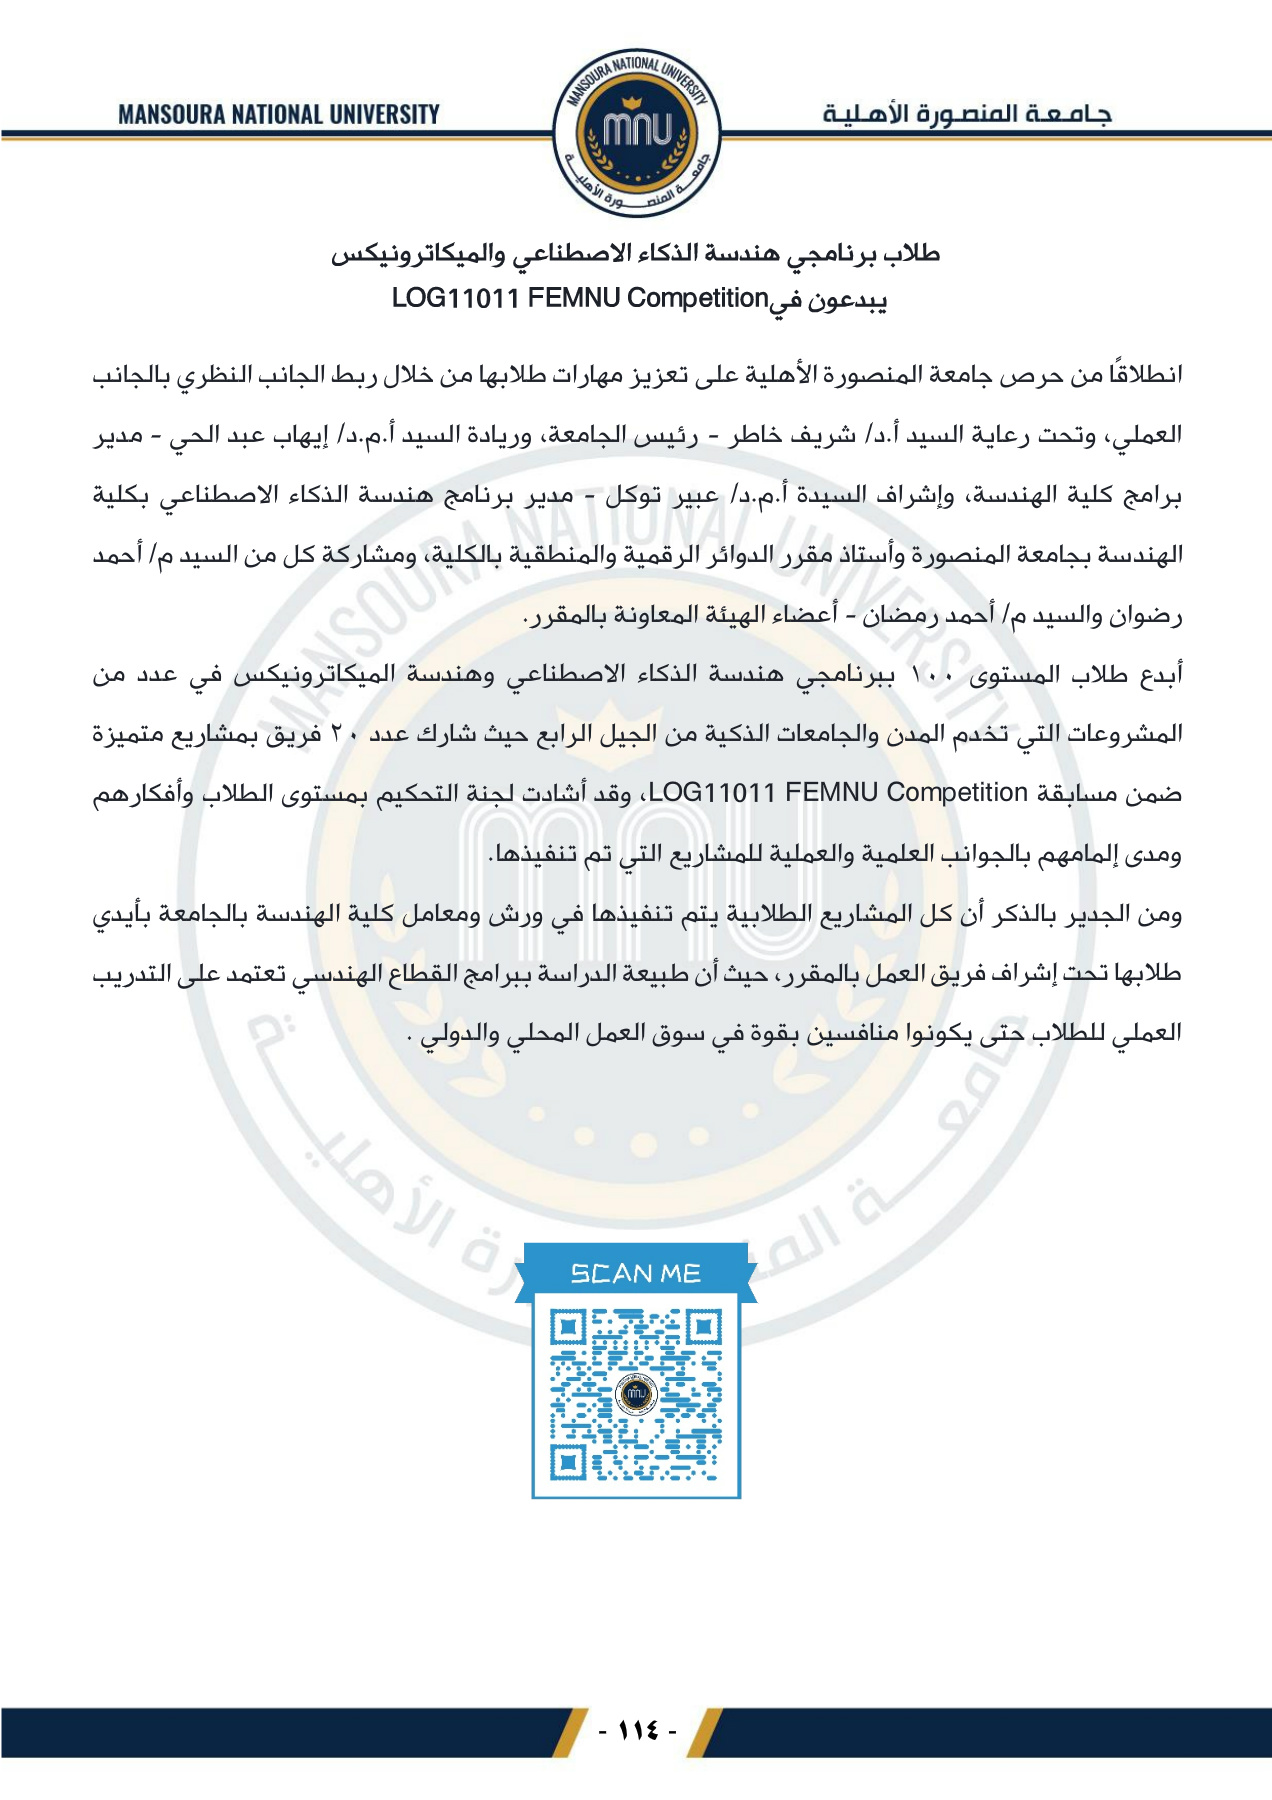 MANSOURA NATIONAL UNIVERSITY
جامعة المنصورة الأهلية
MANSOURA NATIONAL UNIVERSITY
mnu
جامعة المنصورة الأهلية
طلاب برنامجي هندسة الذكاء الاصطناعي والميكاترونيكس
يبدعون في LOG11011 FEMNU Competition
انطلاقًا من حرص جامعة المنصورة الأهلية على تعزيز مهارات طلابها من خلال ربط الجانب النظري بالجانب
العملي، وتحت رعاية السيد أ.د/ شريف خاطر - رئيس الجامعة، وريادة السيد أ.م.د/ إيهاب عبد الحي - مدير
برامج كلية الهندسة، وإشراف السيدة أ.م.د/ عبير توكل - مدير برنامج هندسة الذكاء الاصطناعي بكلية
الهندسة بجامعة المنصورة وأستاذ مقرر الدوائر الرقمية والمنطقية بالكلية، ومشاركة كل من السيد م/ أحمد
رضوان والسيد م/ أحمد رمضان - أعضاء الهيئة المعاونة بالمقرر.
أبدع طلاب المستوى ١٠٠ ببرنامجي هندسة الذكاء الاصطناعي وهندسة الميكاترونيكس في عدد من
المشروعات التي تخدم المدن والجامعات الذكية من الجيل الرابع حيث شارك عدد ٢٠ فريق بمشاريع متميزة
ضمن مسابقة LOG11011 FEMNU Competition، وقد أشادت لجنة التحكيم بمستوى الطلاب وأفكارهم
ومدى إلمامهم بالجوانب العلمية والعملية للمشاريع التي تم تنفيذها.
ومن الجدير بالذكر أن كل المشاريع الطلابية يتم تنفيذها في ورش ومعامل كلية الهندسة بالجامعة بأيدي
طلابها تحت إشراف فريق العمل بالمقرر، حيث أن طبيعة الدراسة ببرامج القطاع الهندسي تعتمد على التدريب
العملي للطلاب حتى يكونوا منافسين بقوة في سوق العمل المحلي والدولي .
SCAN ME
mnu
- ١١٤ -